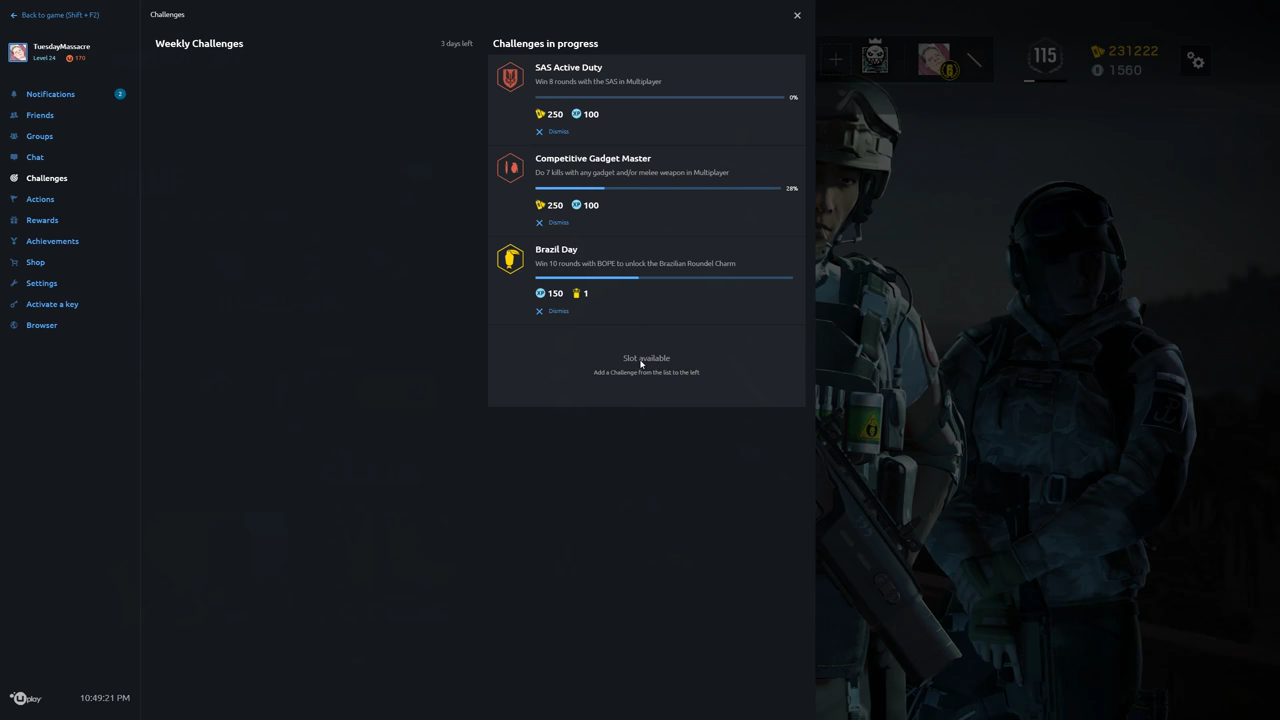 Back to game (Shift + F2)
TuesdayMassacre
Level 24 170
Notifications 2
Friends
Groups
Chat
Challenges
Actions
Rewards
Achievements
Shop
Settings
Activate a key
Browser
uplay
10:49:21 PM
Challenges
Weekly Challenges
3 days left
Challenges in progress
SAS Active Duty
Win 8 rounds with the SAS in Multiplayer
0%
250 XP 100
Dismiss
Competitive Gadget Master
Do 7 kills with any gadget and/or melee weapon in Multiplayer
28%
250 XP 100
Dismiss
Brazil Day
Win 10 rounds with BOPE to unlock the Brazilian Roundel Charm
XP 150 1
Dismiss
Slot available
Add a Challenge from the list to the left
115
231222
1560